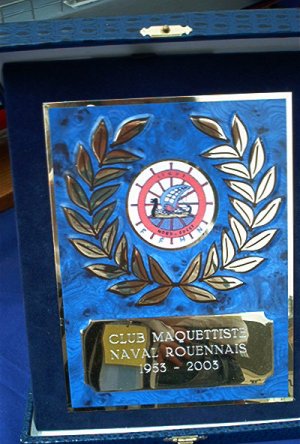 CLUB MAQUETTISTE
NAVAL ROUENNAIS
1953 - 2003